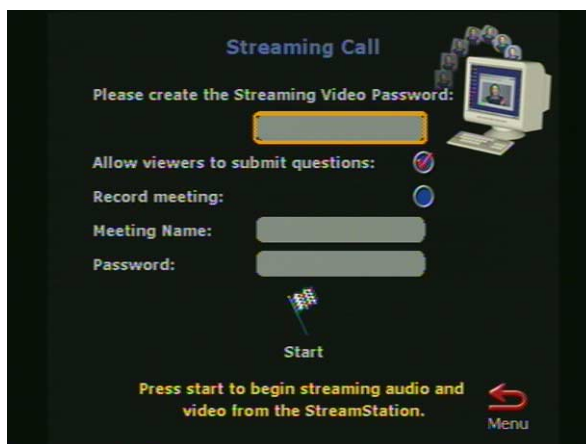 Streaming Call
Please create the Streaming Video Password:
Allow viewers to submit questions:
Record meeting:
Meeting Name:
Password:
Start
Press start to begin streaming audio and
video from the StreamStation.
Menu